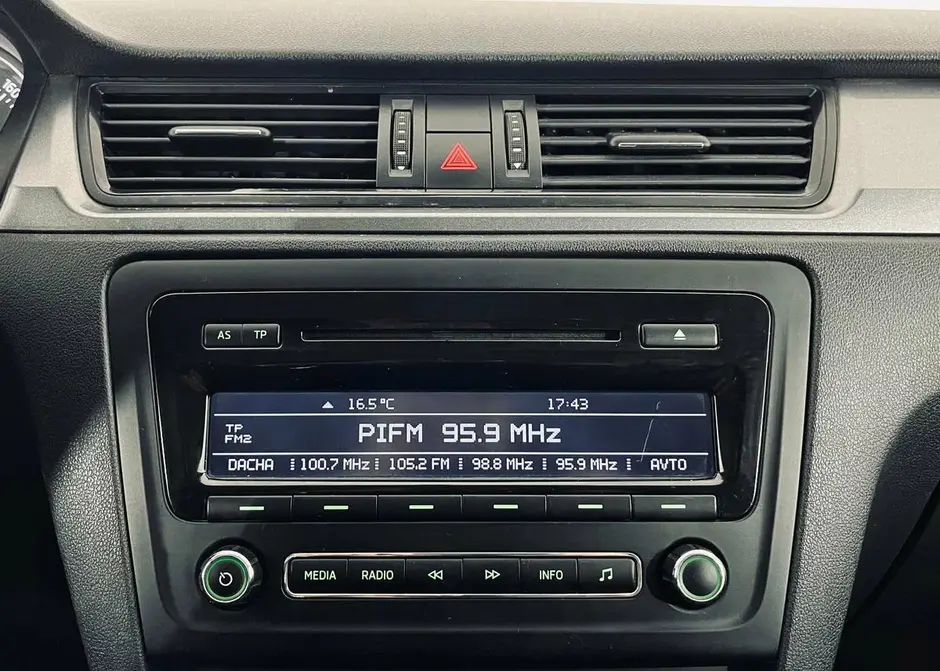 160
AS TP
16.5°C 17:43
TP
FM2
PIFM 95.9 MHz
DACHA 100.7 MHz 105.2 FM 98.8 MHz 95.9 MHz AVTO
MEDIA RADIO INFO